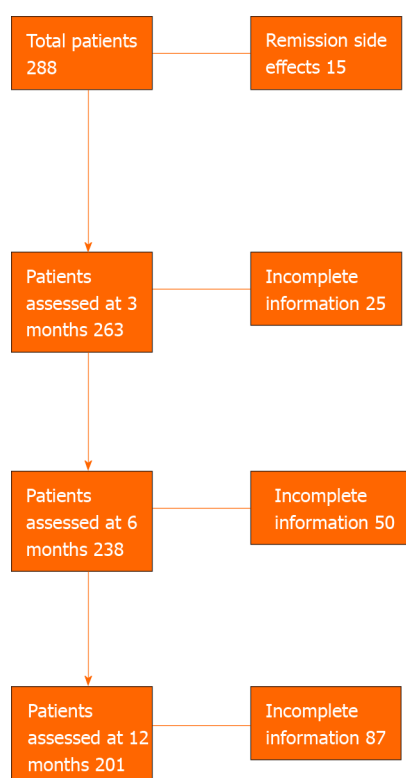 Total patients
288
Remission side
effects 15
Patients
assessed at 3
months 263
Incomplete
information 25
Patients
assessed at 6
months 238
Incomplete
information 50
Patients
assessed at 12
months 201
Incomplete
information 87